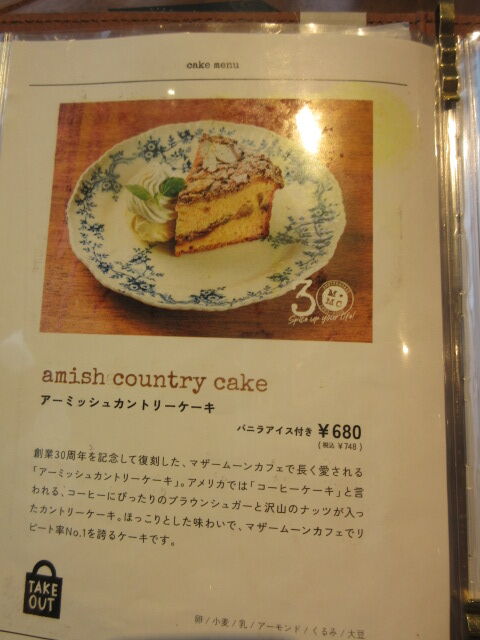 cake menu
30
M.
MC
Spice up your life!
amish country cake
アーミッシュカントリーケーキ
バニラアイス付き ¥680
(税込 ¥748)
創業30周年を記念して復刻した、マザームーンカフェで長く愛される
「アーミッシュカントリーケーキ」。アメリカでは「コーヒーケーキ」と言
われる、コーヒーにぴったりのブラウンシュガーと沢山のナッツが入っ
たカントリーケーキ。ほっこりとした味わいで、マザームーンカフェでリ
ピート率No.1を誇るケーキです。
TAKE
OUT
卵 / 小麦 / 乳 / アーモンド / くるみ / 大豆